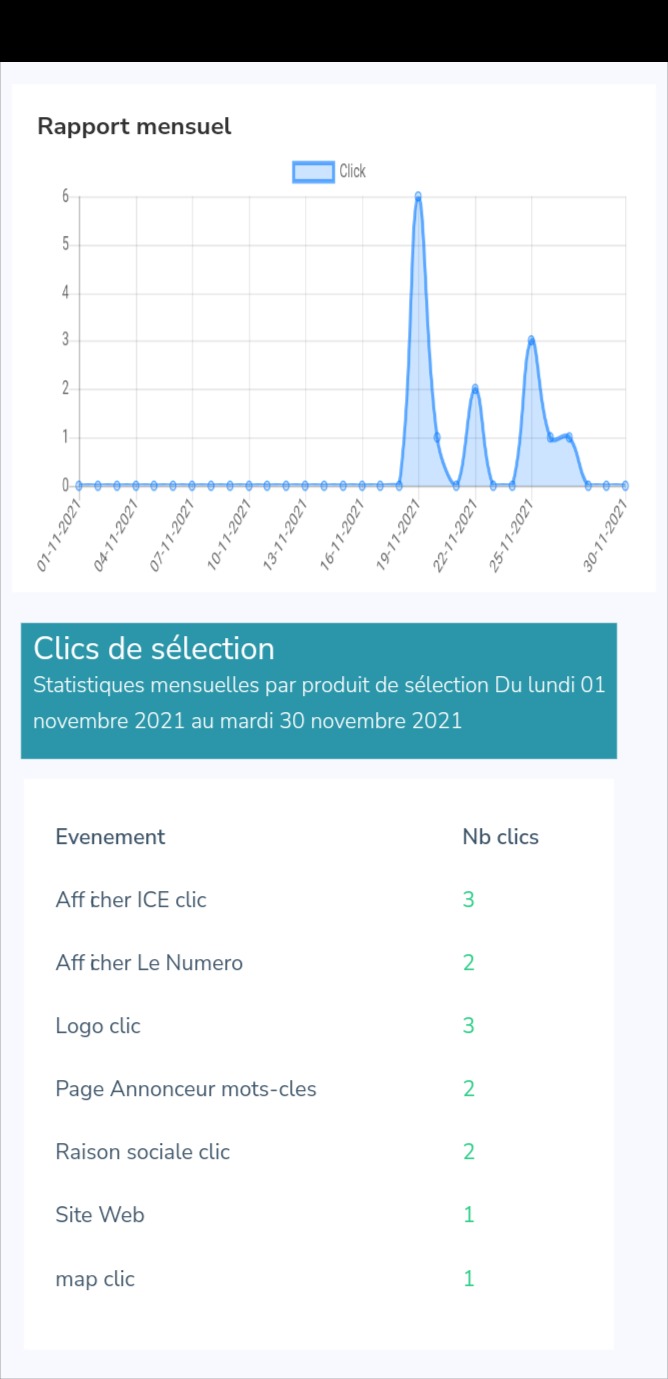 Rapport mensuel
Click
6
5
4
3
2
1
0
01-11-2021
04-11-2021
07-11-2021
10-11-2021
13-11-2021
16-11-2021
19-11-2021
22-11-2021
25-11-2021
30-11-2021
Clics de sélection
Statistiques mensuelles par produit de sélection Du lundi 01
novembre 2021 au mardi 30 novembre 2021
Evenement Nb clics
Afficher ICE clic 3
Afficher Le Numero 2
Logo clic 3
Page Annonceur mots-cles 2
Raison sociale clic 2
Site Web 1
map clic 1